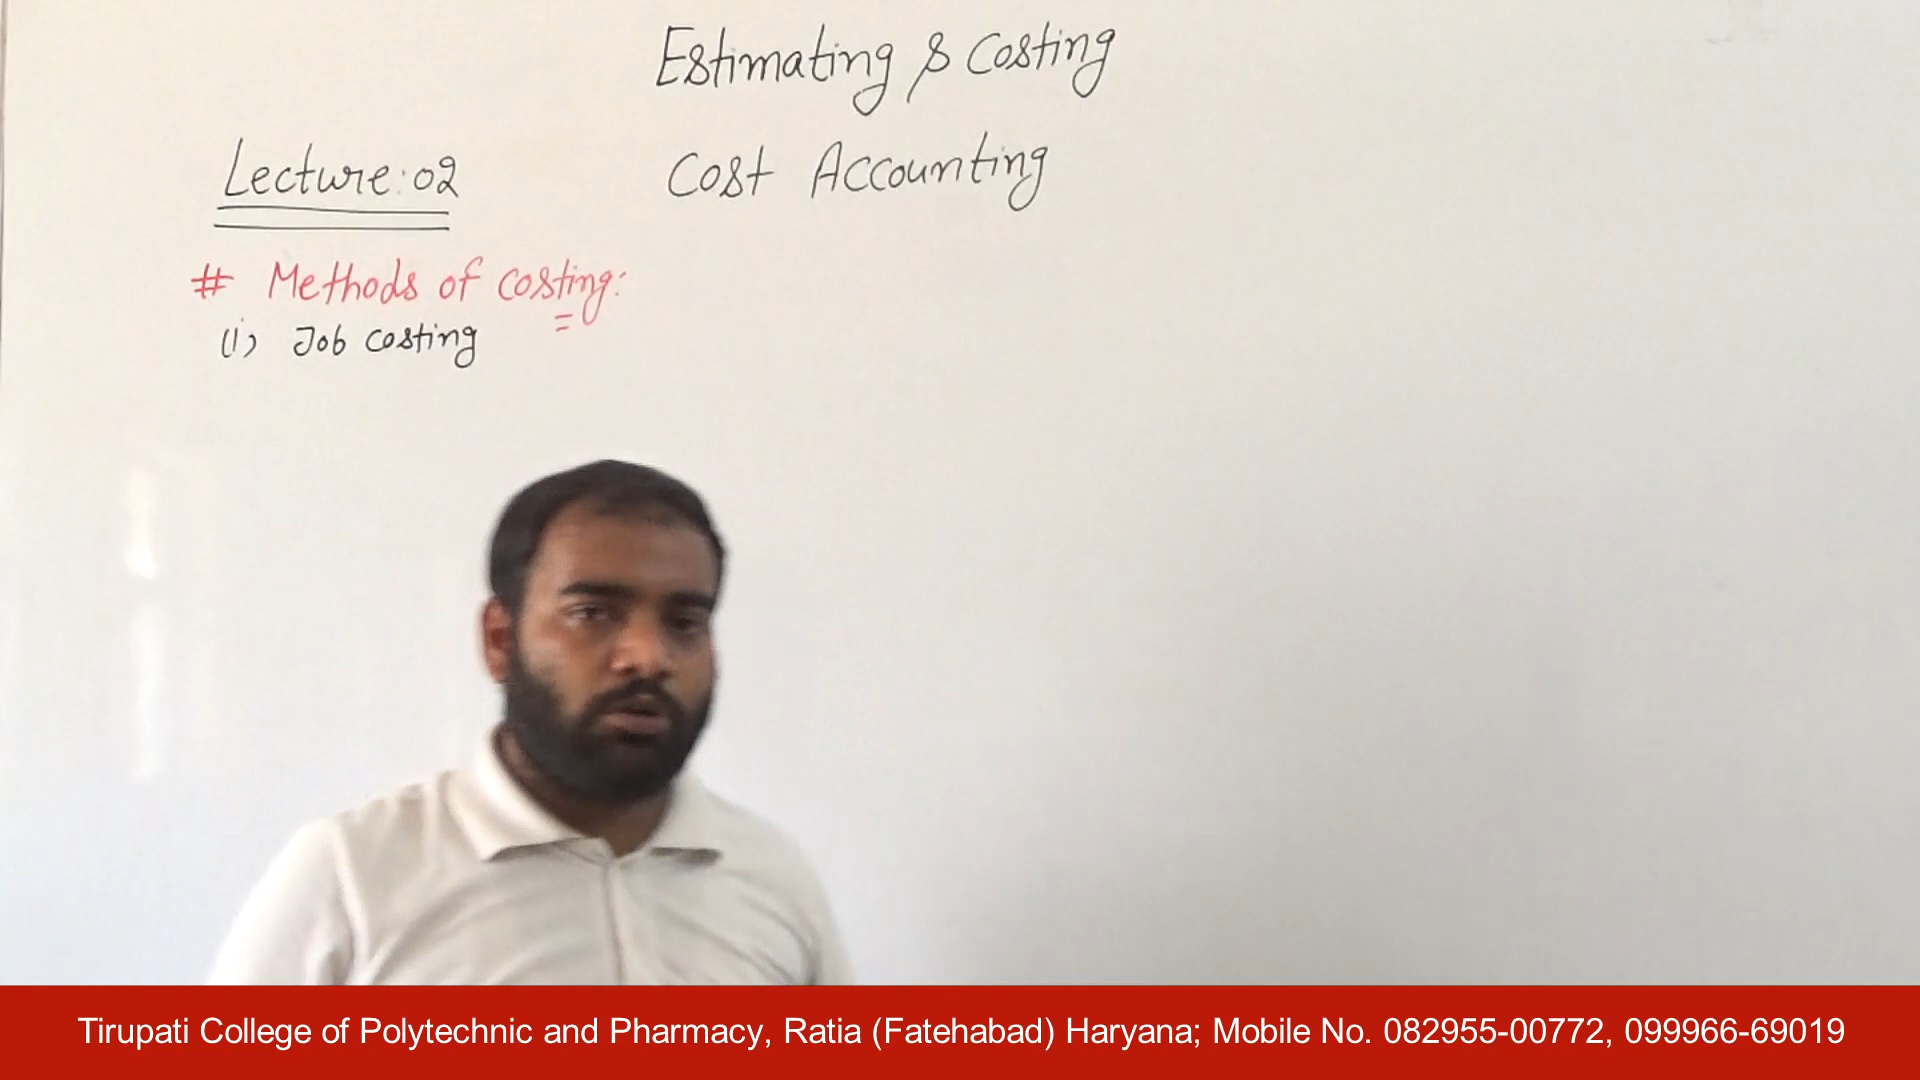 Estimating & Costing
Lecture:02
Cost Accounting
# Methods of costing:
(1) Job costing
Tirupati College of Polytechnic and Pharmacy, Ratia (Fatehabad) Haryana; Mobile No. 082955-00772, 099966-69019